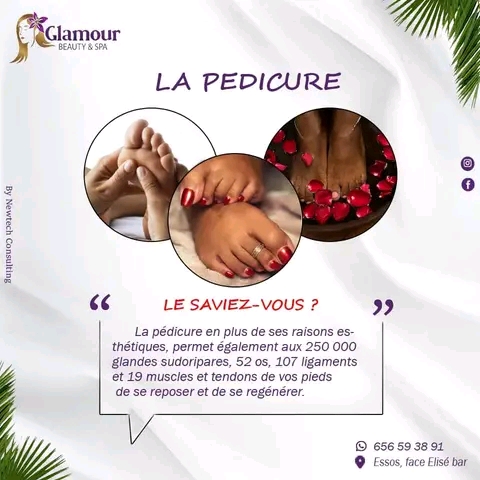 Glamour
BEAUTY & SPA
LA PEDICURE
By Newtech Consulting
“ LE SAVIEZ-VOUS ? ”
La pédicure en plus de ses raisons es-
thétiques, permet également aux 250 000
glandes sudoripares, 52 os, 107 ligaments
et 19 muscles et tendons de vos pieds
de se reposer et de se regénérer.
656 59 38 91
Essos, face Elisé bar